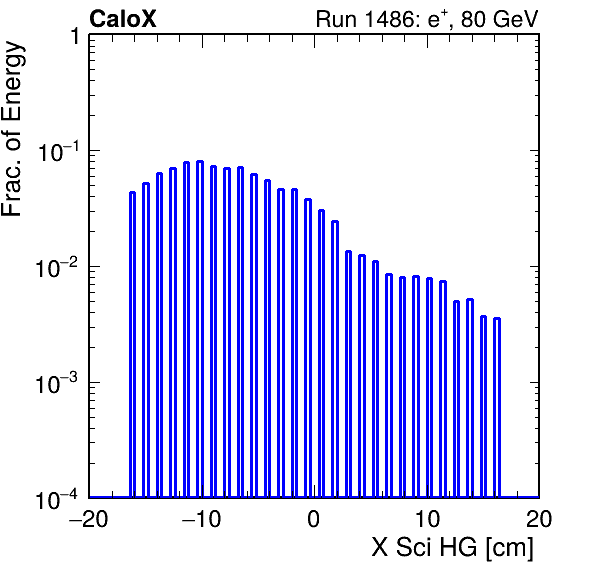 CaloX Run 1486: e⁺, 80 GeV
Frac. of Energy
1
10⁻¹
10⁻²
10⁻³
10⁻⁴
−20 −10 0 10 20
X Sci HG [cm]